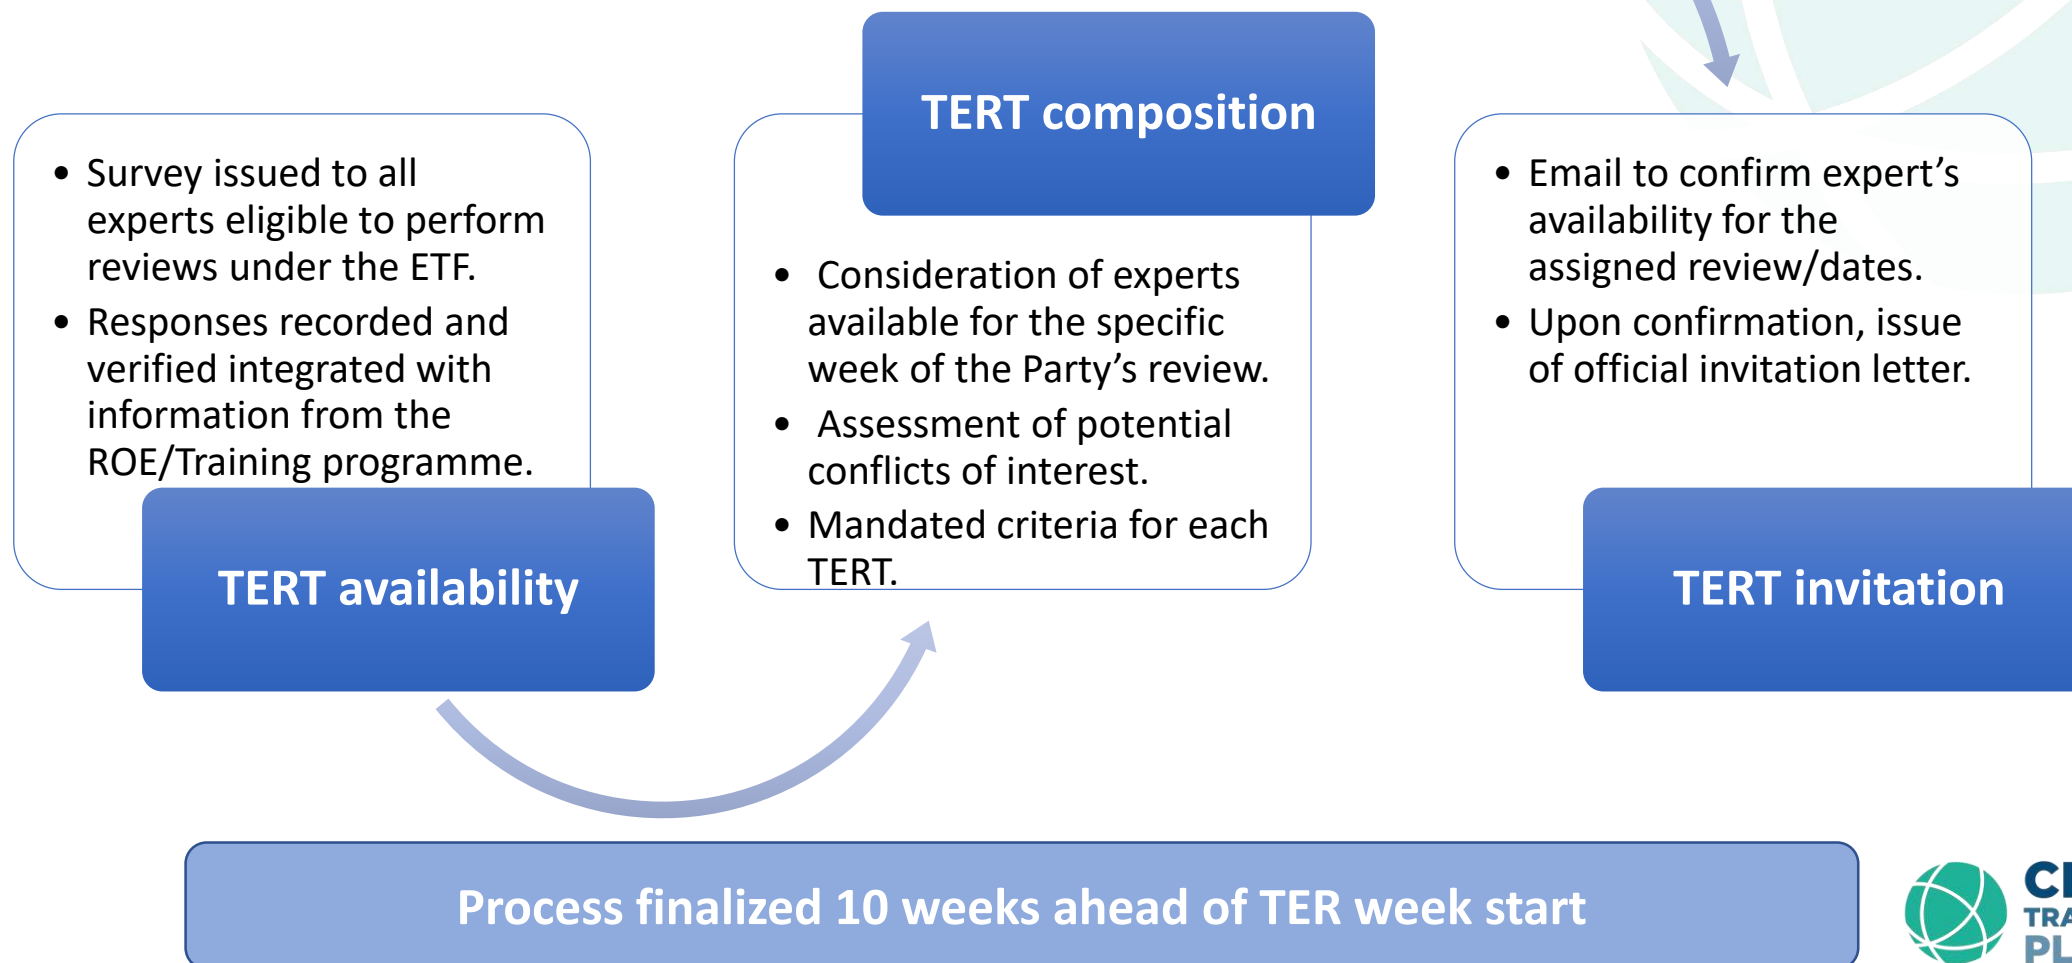 • Survey issued to all
experts eligible to perform
reviews under the ETF.
• Responses recorded and
verified integrated with
information from the
ROE/Training programme.
TERT availability
TERT composition
• Consideration of experts
available for the specific
week of the Party’s review.
• Assessment of potential
conflicts of interest.
• Mandated criteria for each
TERT.
• Email to confirm expert’s
availability for the
assigned review/dates.
• Upon confirmation, issue
of official invitation letter.
TERT invitation
Process finalized 10 weeks ahead of TER week start